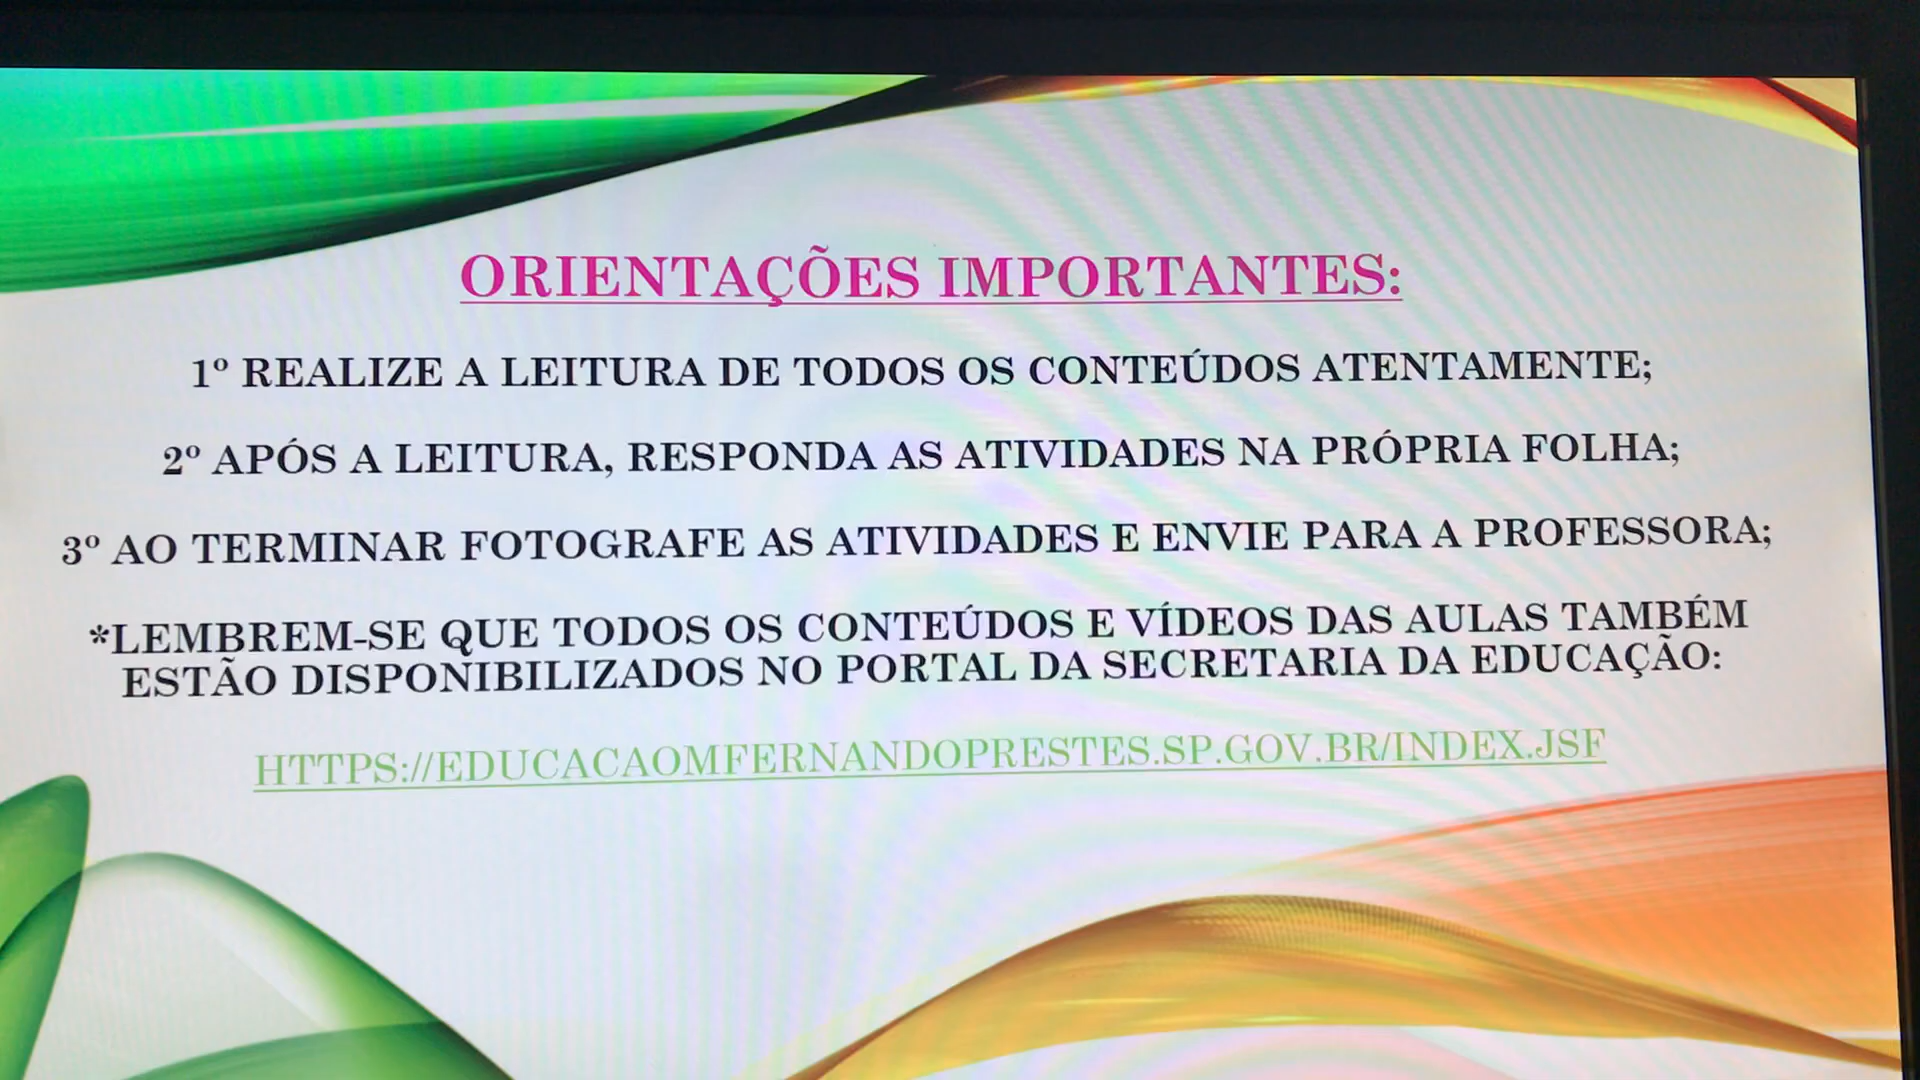 ORIENTAÇÕES IMPORTANTES:
1º REALIZE A LEITURA DE TODOS OS CONTEÚDOS ATENTAMENTE;
2º APÓS A LEITURA, RESPONDA AS ATIVIDADES NA PRÓPRIA FOLHA;
3º AO TERMINAR FOTOGRAFE AS ATIVIDADES E ENVIE PARA A PROFESSORA;
*LEMBREM-SE QUE TODOS OS CONTEÚDOS E VÍDEOS DAS AULAS TAMBÉM
ESTÃO DISPONIBILIZADOS NO PORTAL DA SECRETARIA DA EDUCAÇÃO:
HTTPS://EDUCACAOMFERNANDOPRESTES.SP.GOV.BR/INDEX.JSF